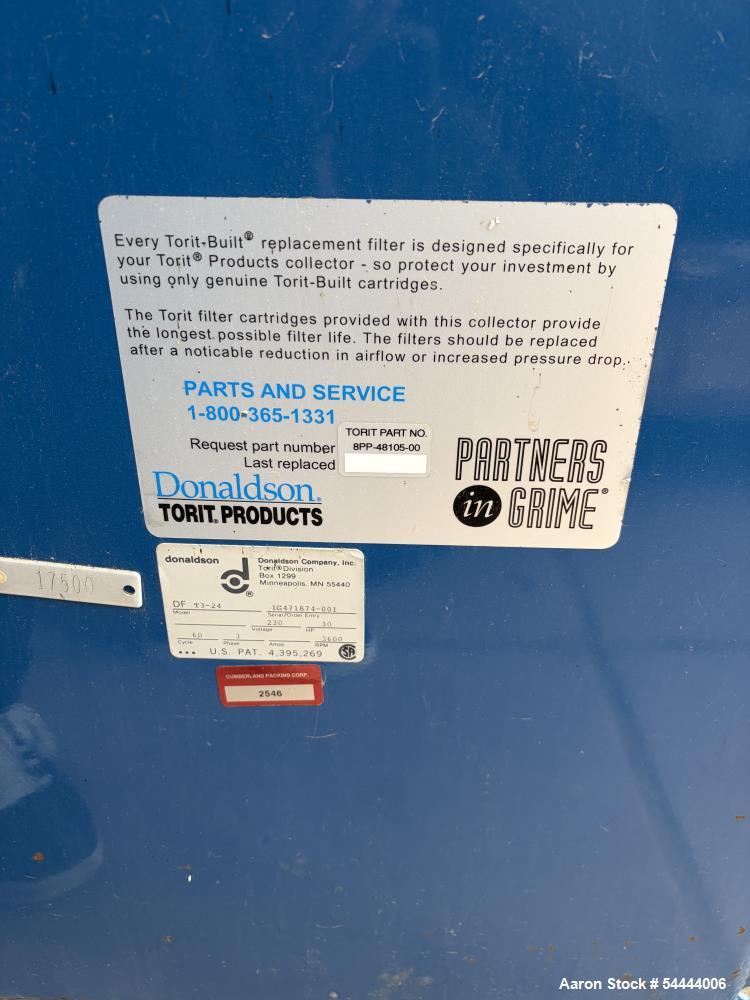 Every Torit-Built® replacement filter is designed specifically for
your Torit® Products collector - so protect your investment by
using only genuine Torit-Built cartridges.
The Torit filter cartridges provided with this collector provide
the longest possible filter life. The filters should be replaced
after a noticable reduction in airflow or increased pressure drop.
PARTS AND SERVICE
1-800-365-1331
TORIT PART NO.
Request part number 8PP-48105-00
Last replaced
Donaldson®
TORIT® PRODUCTS
PARTNERS
in GRIME®
17500
donaldson
Donaldson Company, Inc.
Torit® Division
Box 1299
Minneapolis, MN 55440
DF T3-24 1G471874-001
Model Serial/Order Entry
230 30
Voltage HP
60 3 3600
Cycle Phase Amps RPM
••• U.S. PAT. 4,395,269 SA
CUMBERLAND PACKING CORP.
2546
Aaron Stock # 54444006